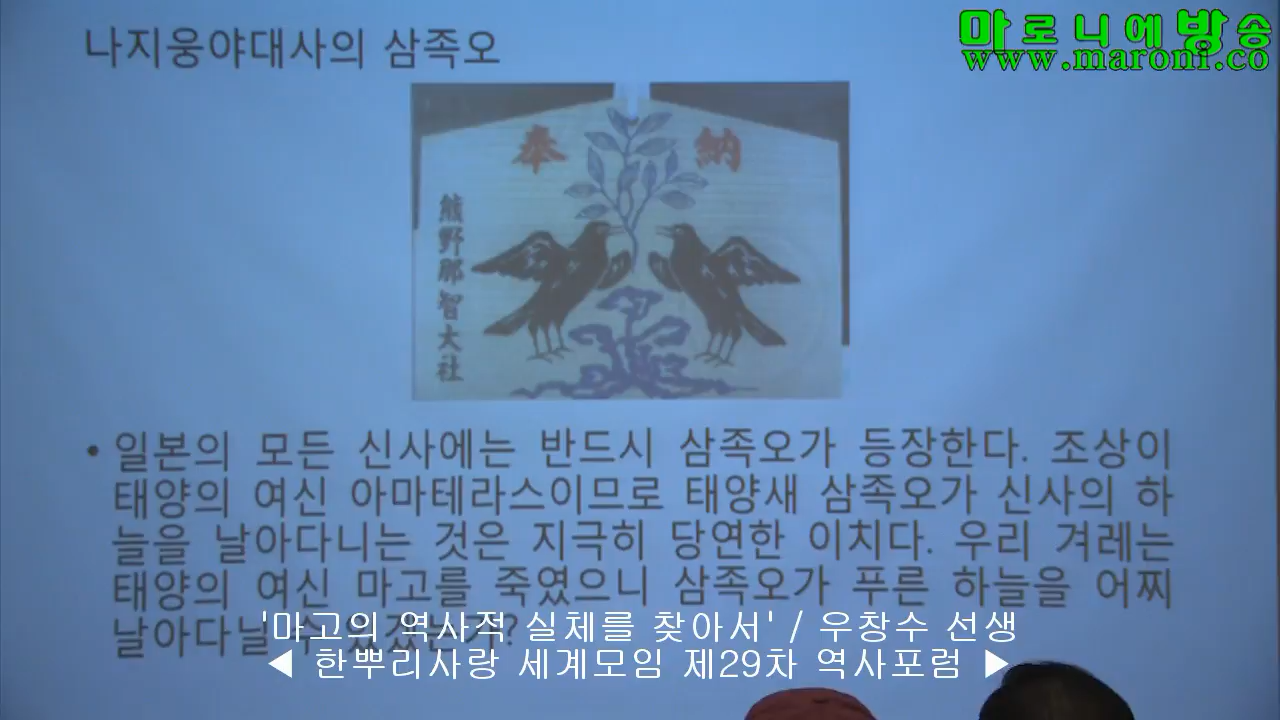 나지웅야대사의 삼족오
마로니에방송
www.maroni.co
奉 納
熊野那智大社
• 일본의 모든 신사에는 반드시 삼족오가 등장한다. 조상이
태양의 여신 아마테라스이므로 태양새 삼족오가 신사의 하
늘을 날아다니는 것은 지극히 당연한 이치다. 우리 겨레는
태양의 여신 마고를 죽였으니 삼족오가 푸른 하늘을 어찌
날아다닐 수
'마고의 역사적 실체를 찾아서' / 우창수 선생
◀ 한뿌리사랑 세계모임 제29차 역사포럼 ▶